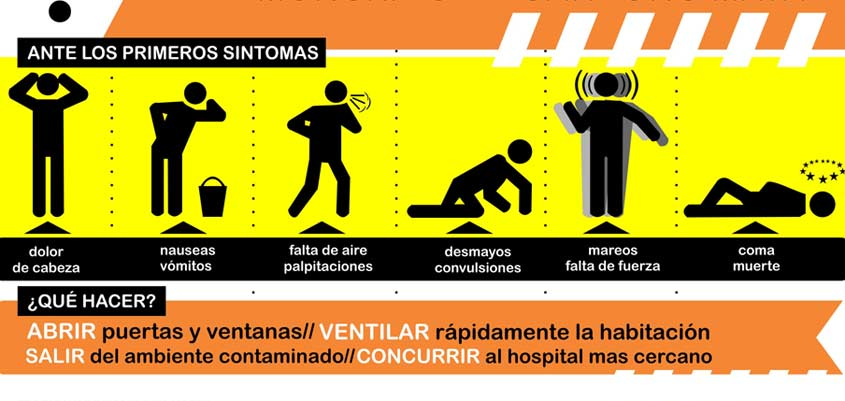 ANTE LOS PRIMEROS SINTOMAS
dolor
de cabeza
nauseas
vómitos
falta de aire
palpitaciones
desmayos
convulsiones
mareos
falta de fuerza
coma
muerte
¿QUÉ HACER?
ABRIR puertas y ventanas// VENTILAR rápidamente la habitación
SALIR del ambiente contaminado//CONCURRIR al hospital mas cercano